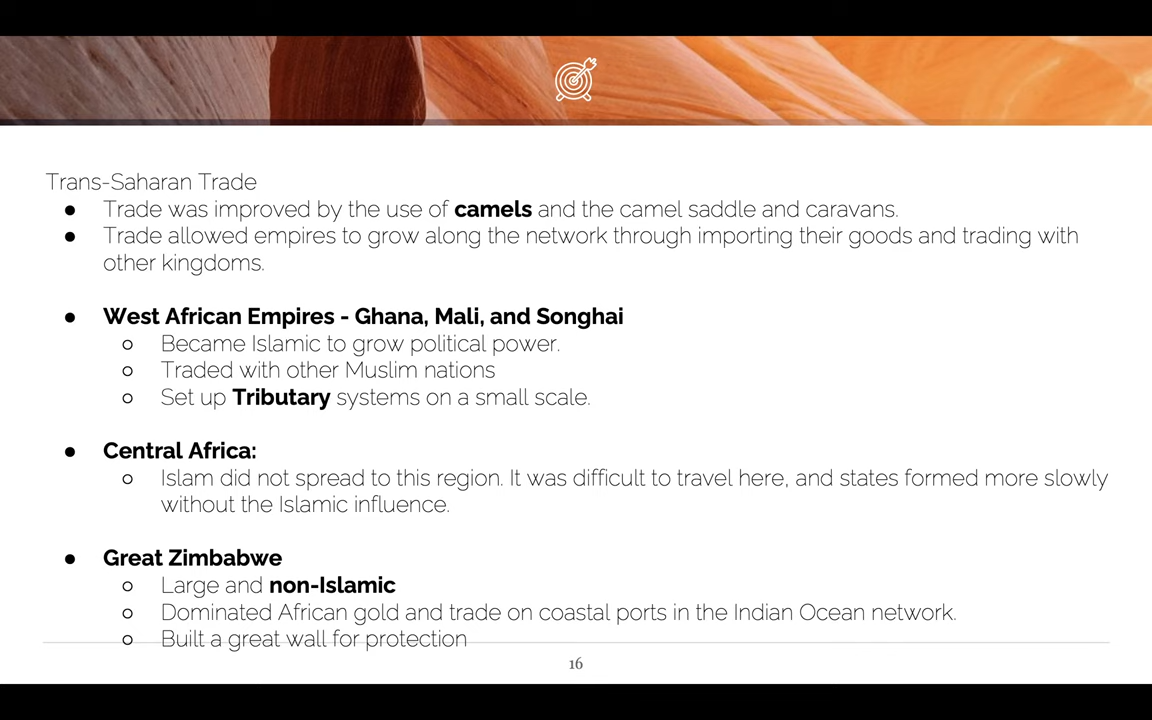 Trans-Saharan Trade
● Trade was improved by the use of camels and the camel saddle and caravans.
● Trade allowed empires to grow along the network through importing their goods and trading with
other kingdoms.
● West African Empires - Ghana, Mali, and Songhai
○ Became Islamic to grow political power.
○ Traded with other Muslim nations
○ Set up Tributary systems on a small scale.
● Central Africa:
○ Islam did not spread to this region. It was difficult to travel here, and states formed more slowly
without the Islamic influence.
● Great Zimbabwe
○ Large and non-Islamic
○ Dominated African gold and trade on coastal ports in the Indian Ocean network.
○ Built a great wall for protection
16